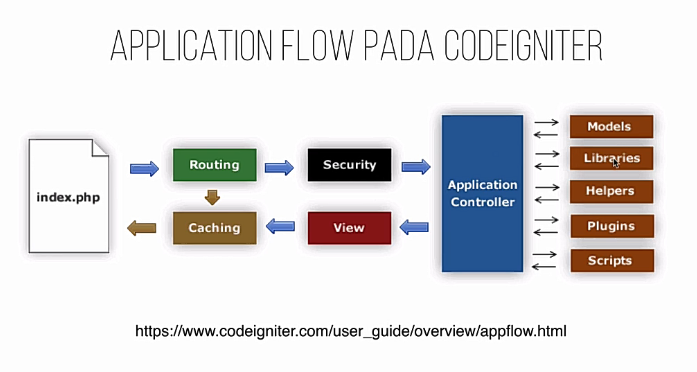 APPLICATION FLOW PADA CODEIGNITER
index.php
Routing
Security
Application
Controller
Models
Libraries
Helpers
Plugins
Scripts
Caching
View
https://www.codeigniter.com/user_guide/overview/appflow.html